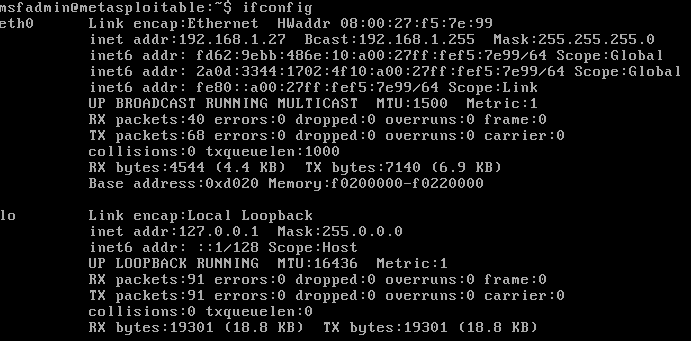 msfadmin@metasploitable:~$ ifconfig
eth0 Link encap:Ethernet HWaddr 08:00:27:f5:7e:99
inet addr:192.168.1.27 Bcast:192.168.1.255 Mask:255.255.255.0
inet6 addr: fd62:9ebb:486e:10:a00:27ff:fef5:7e99/64 Scope:Global
inet6 addr: 2a0d:3344:1702:4f10:a00:27ff:fef5:7e99/64 Scope:Global
inet6 addr: fe80::a00:27ff:fef5:7e99/64 Scope:Link
UP BROADCAST RUNNING MULTICAST MTU:1500 Metric:1
RX packets:40 errors:0 dropped:0 overruns:0 frame:0
TX packets:68 errors:0 dropped:0 overruns:0 carrier:0
collisions:0 txqueuelen:1000
RX bytes:4544 (4.4 KB) TX bytes:7140 (6.9 KB)
Base address:0xd020 Memory:f0200000-f0220000
lo Link encap:Local Loopback
inet addr:127.0.0.1 Mask:255.0.0.0
inet6 addr: ::1/128 Scope:Host
UP LOOPBACK RUNNING MTU:16436 Metric:1
RX packets:91 errors:0 dropped:0 overruns:0 frame:0
TX packets:91 errors:0 dropped:0 overruns:0 carrier:0
collisions:0 txqueuelen:0
RX bytes:19301 (18.8 KB) TX bytes:19301 (18.8 KB)